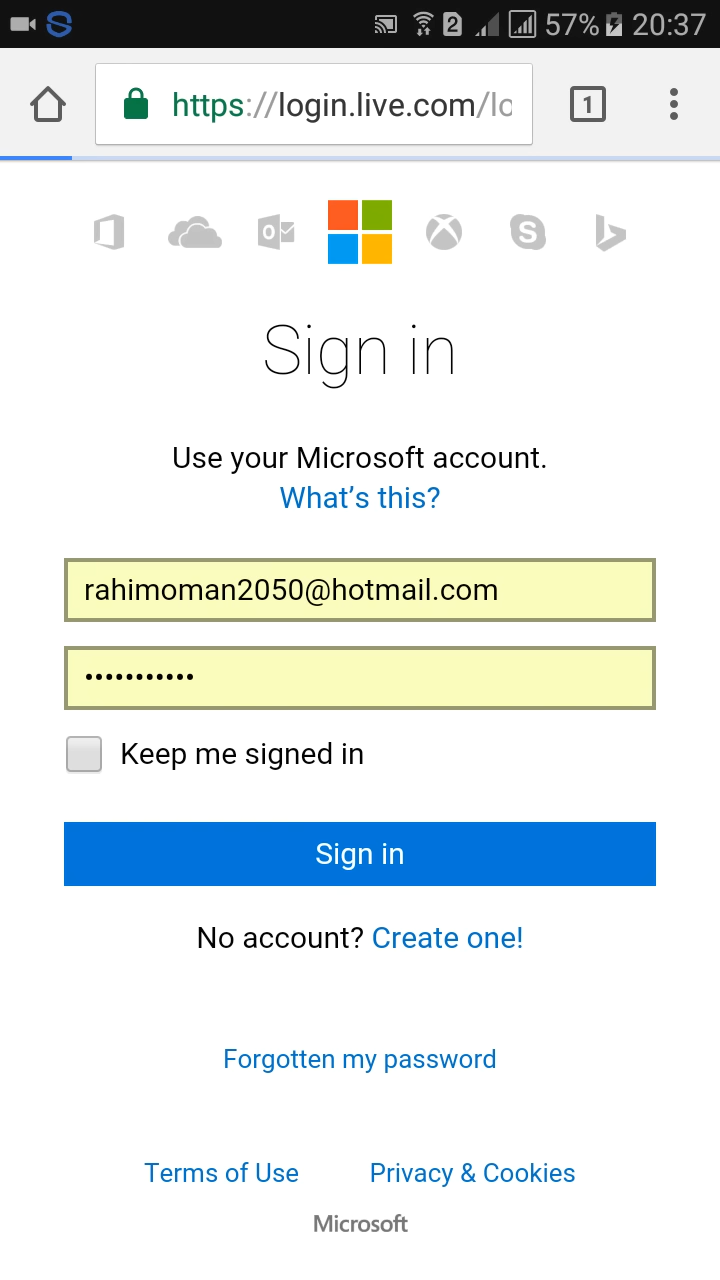 2 57% 20:37
https://login.live.com/lo 1
Sign in
Use your Microsoft account.
What's this?
rahimoman2050@hotmail.com
•••••••••••
Keep me signed in
Sign in
No account? Create one!
Forgotten my password
Terms of Use Privacy & Cookies
Microsoft